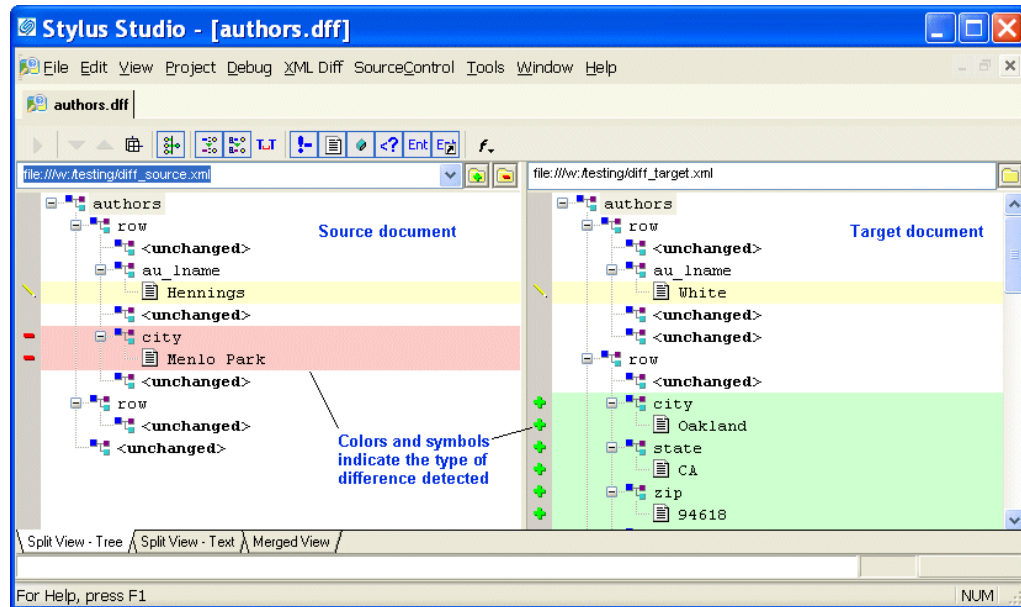 Stylus Studio - [authors.dff]
File Edit View Project Debug XML Diff SourceControl Tools Window Help
authors.dff
<? Ent Ent f
file:///w:/testing/diff_source.xml
file:///w:/testing/diff_target.xml
authors
row
Source document
<unchanged>
au_lname
Hennings
<unchanged>
city
Menlo Park
<unchanged>
row
<unchanged>
<unchanged>
Colors and symbols
indicate the type of
difference detected
authors
row
Target document
<unchanged>
au_lname
White
<unchanged>
<unchanged>
row
<unchanged>
city
Oakland
state
CA
zip
94618
Split View - Tree Split View - Text Merged View
For Help, press F1
NUM